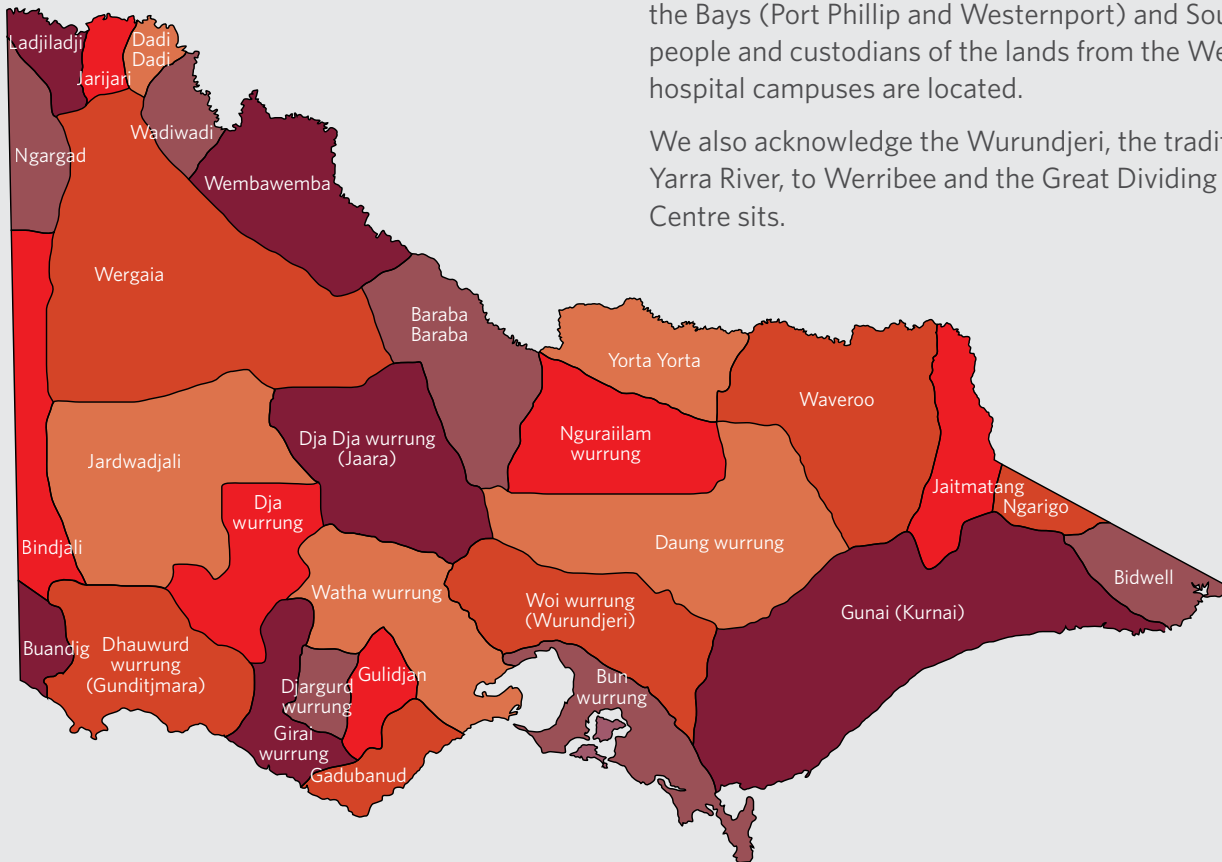 the Bays (Port Phillip and Westernport) and Sou
people and custodians of the lands from the We
hospital campuses are located.
We also acknowledge the Wurundjeri, the tradit
Yarra River, to Werribee and the Great Dividing
Centre sits.
Ladjiladji
Jarijari
Dadi
Dadi
Wadiwadi
Ngargad
Wembawemba
Wergaia
Baraba
Baraba
Yorta Yorta
Waveroo
Nguraiilam
wurrung
Dja Dja wurrung
(Jaara)
Jardwadjali
Dja
wurrung
Jaitmatang
Ngarigo
Bindjali
Daung wurrung
Bidwell
Watha wurrung
Woi wurrung
(Wurundjeri)
Gunai (Kurnai)
Buandig
Dhauwurd
wurrung
(Gunditjmara)
Djargurd
wurrung
Gulidjan
Bun
wurrung
Girai
wurrung
Gadubanud